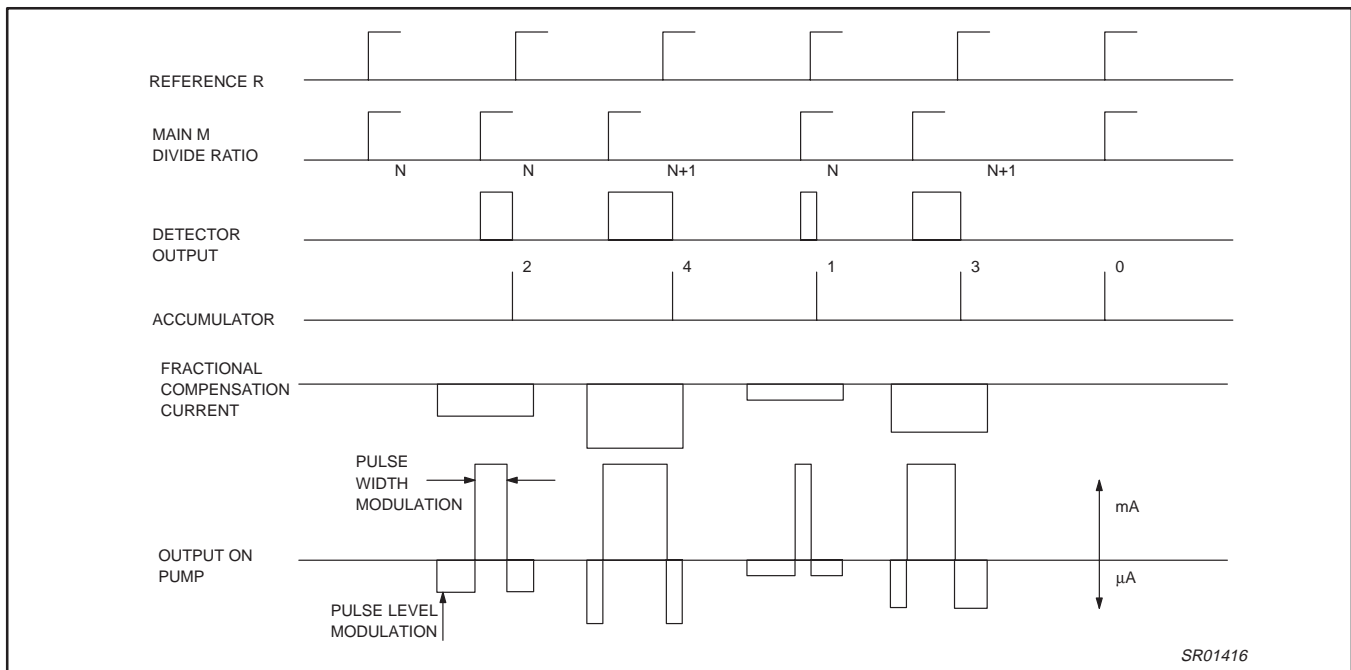 REFERENCE R
MAIN M
DIVIDE RATIO
N
N
N+1
N
N+1
DETECTOR
OUTPUT
2
4
1
3
0
ACCUMULATOR
FRACTIONAL
COMPENSATION
CURRENT
PULSE
WIDTH
MODULATION
mA
OUTPUT ON
PUMP
µA
PULSE LEVEL
MODULATION
SR01416